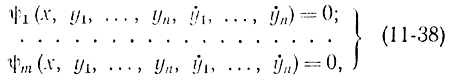 ψ₁ (x, y₁, ..., yₙ, ẏ₁, ..., ẏₙ) = 0;
. . . . . . . . . . . . . . . . (11-38)
ψₘ (x, y₁, ..., yₙ, ẏ₁, ..., ẏₙ) = 0,